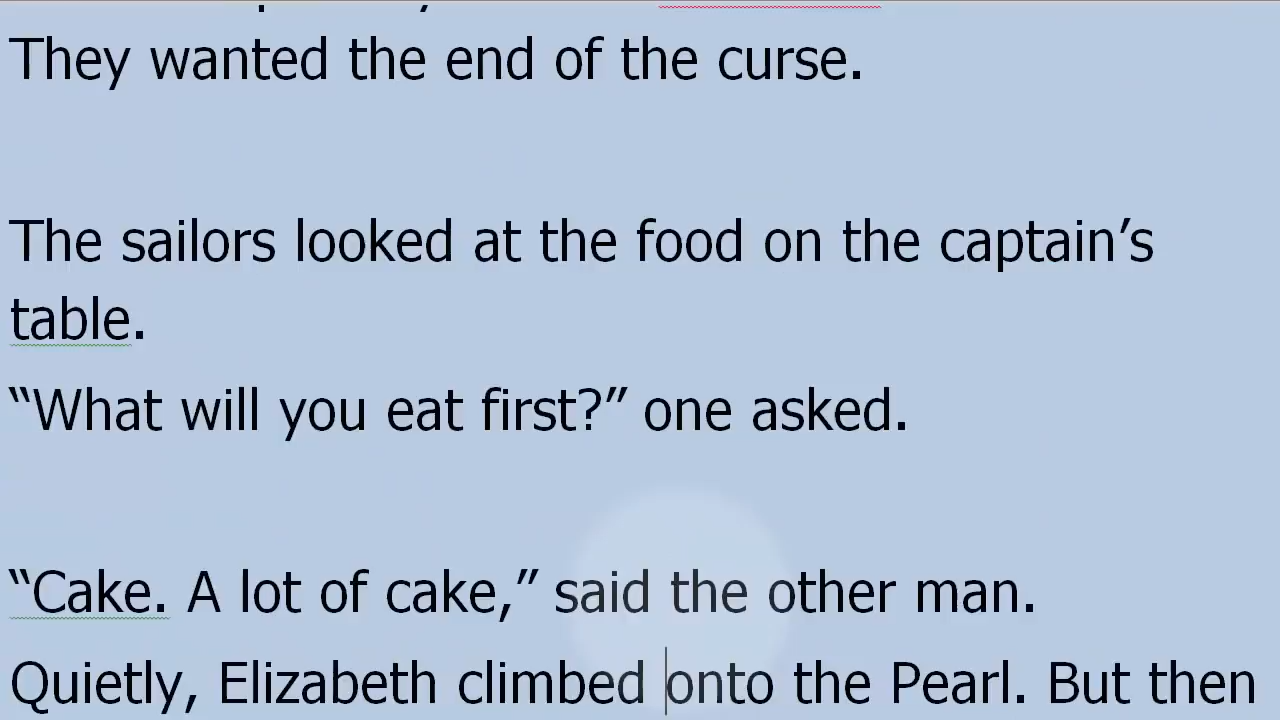 They wanted the end of the curse.
The sailors looked at the food on the captain’s
table.
“What will you eat first?” one asked.
“Cake. A lot of cake,” said the other man.
Quietly, Elizabeth climbed onto the Pearl. But then